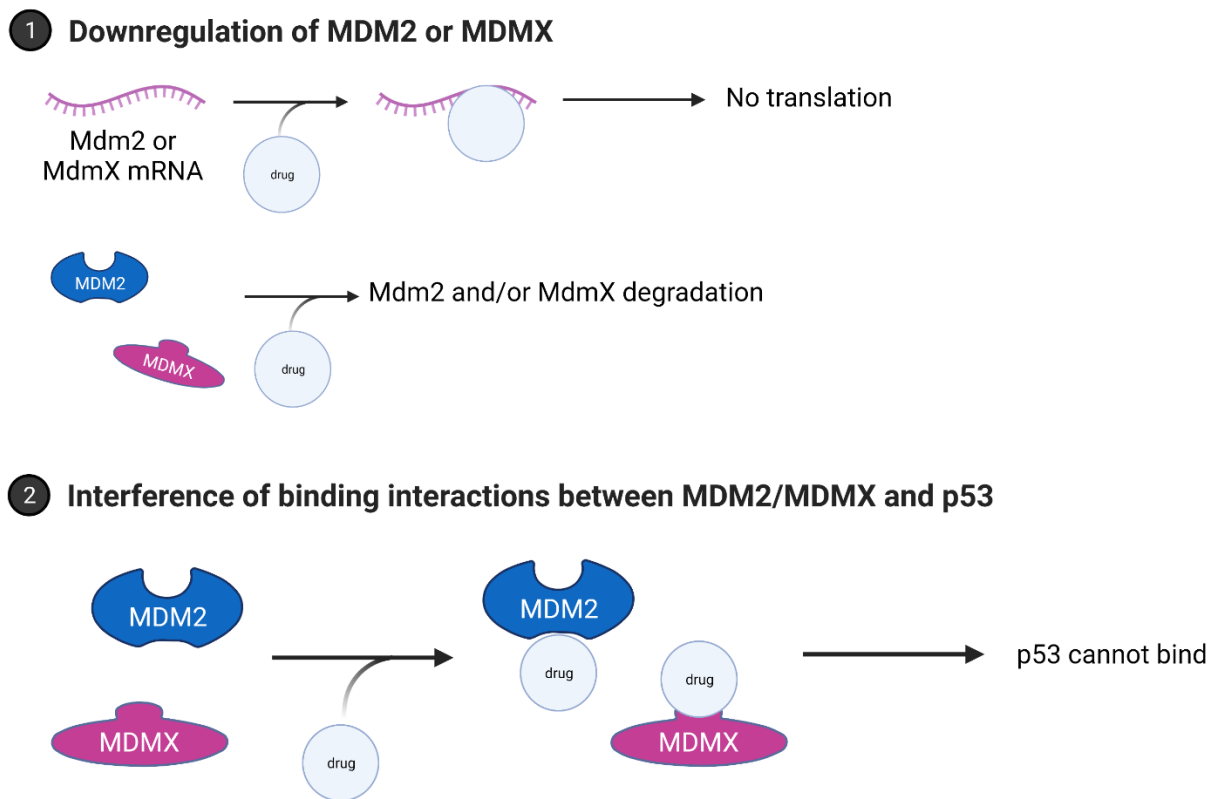 1 Downregulation of MDM2 or MDMX
No translation
Mdm2 or
MdmX mRNA
drug
MDM2
Mdm2 and/or MdmX degradation
MDMX
drug
2 Interference of binding interactions between MDM2/MDMX and p53
MDM2
MDM2
drug
drug
p53 cannot bind
MDMX
MDMX
drug